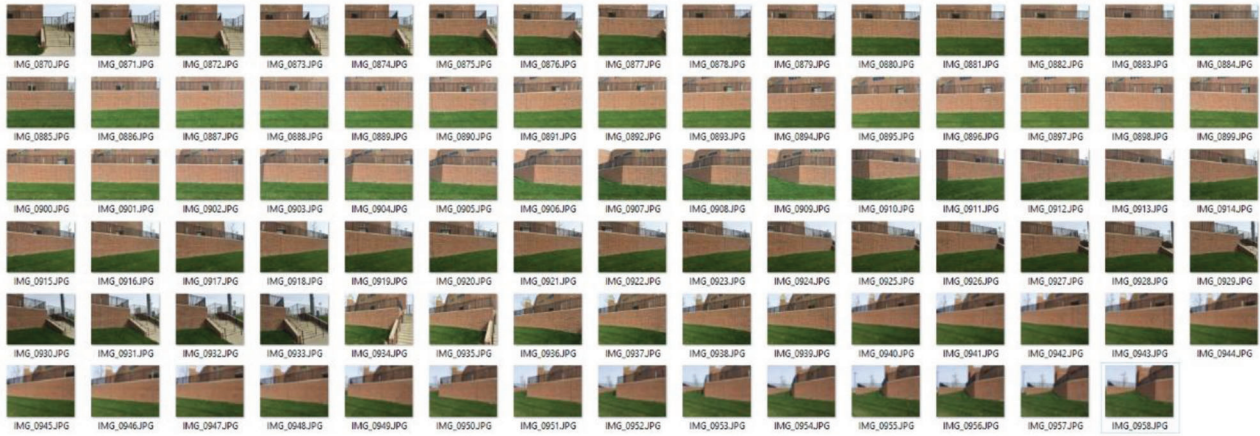 IMG_0870.JPG IMG_0871.JPG IMG_0872.JPG IMG_0873.JPG IMG_0874.JPG IMG_0875.JPG IMG_0876.JPG IMG_0877.JPG IMG_0878.JPG IMG_0879.JPG IMG_0880.JPG IMG_0881.JPG IMG_0882.JPG IMG_0883.JPG IMG_0884.JPG
IMG_0885.JPG IMG_0886.JPG IMG_0887.JPG IMG_0888.JPG IMG_0889.JPG IMG_0890.JPG IMG_0891.JPG IMG_0892.JPG IMG_0893.JPG IMG_0894.JPG IMG_0895.JPG IMG_0896.JPG IMG_0897.JPG IMG_0898.JPG IMG_0899.JPG
IMG_0900.JPG IMG_0901.JPG IMG_0902.JPG IMG_0903.JPG IMG_0904.JPG IMG_0905.JPG IMG_0906.JPG IMG_0907.JPG IMG_0908.JPG IMG_0909.JPG IMG_0910.JPG IMG_0911.JPG IMG_0912.JPG IMG_0913.JPG IMG_0914.JPG
IMG_0915.JPG IMG_0916.JPG IMG_0917.JPG IMG_0918.JPG IMG_0919.JPG IMG_0920.JPG IMG_0921.JPG IMG_0922.JPG IMG_0923.JPG IMG_0924.JPG IMG_0925.JPG IMG_0926.JPG IMG_0927.JPG IMG_0928.JPG IMG_0929.JPG
IMG_0930.JPG IMG_0931.JPG IMG_0932.JPG IMG_0933.JPG IMG_0934.JPG IMG_0935.JPG IMG_0936.JPG IMG_0937.JPG IMG_0938.JPG IMG_0939.JPG IMG_0940.JPG IMG_0941.JPG IMG_0942.JPG IMG_0943.JPG IMG_0944.JPG
IMG_0945.JPG IMG_0946.JPG IMG_0947.JPG IMG_0948.JPG IMG_0949.JPG IMG_0950.JPG IMG_0951.JPG IMG_0952.JPG IMG_0953.JPG IMG_0954.JPG IMG_0955.JPG IMG_0956.JPG IMG_0957.JPG IMG_0958.JPG